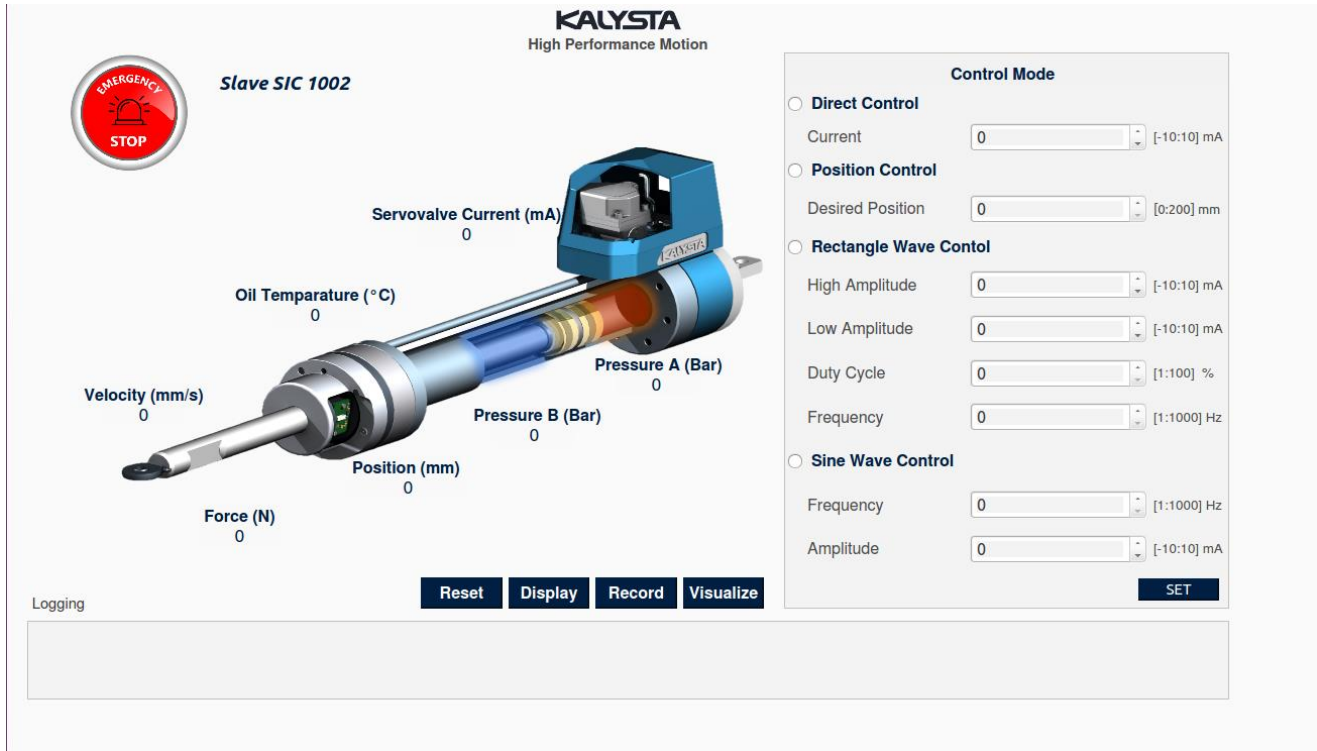 KALYSTA
High Performance Motion
EMERGENCY
STOP
Slave SIC 1002
Servovalve Current (mA)
0
KALYSTA
Oil Temparature (°C)
0
Pressure A (Bar)
0
Velocity (mm/s)
0
Pressure B (Bar)
0
Position (mm)
0
Force (N)
0
Reset
Display
Record
Visualize
Control Mode
Direct Control
Current 0 [-10:10] mA
Position Control
Desired Position 0 [0:200] mm
Rectangle Wave Contol
High Amplitude 0 [-10:10] mA
Low Amplitude 0 [-10:10] mA
Duty Cycle 0 [1:100] %
Frequency 0 [1:1000] Hz
Sine Wave Control
Frequency 0 [1:1000] Hz
Amplitude 0 [-10:10] mA
SET
Logging